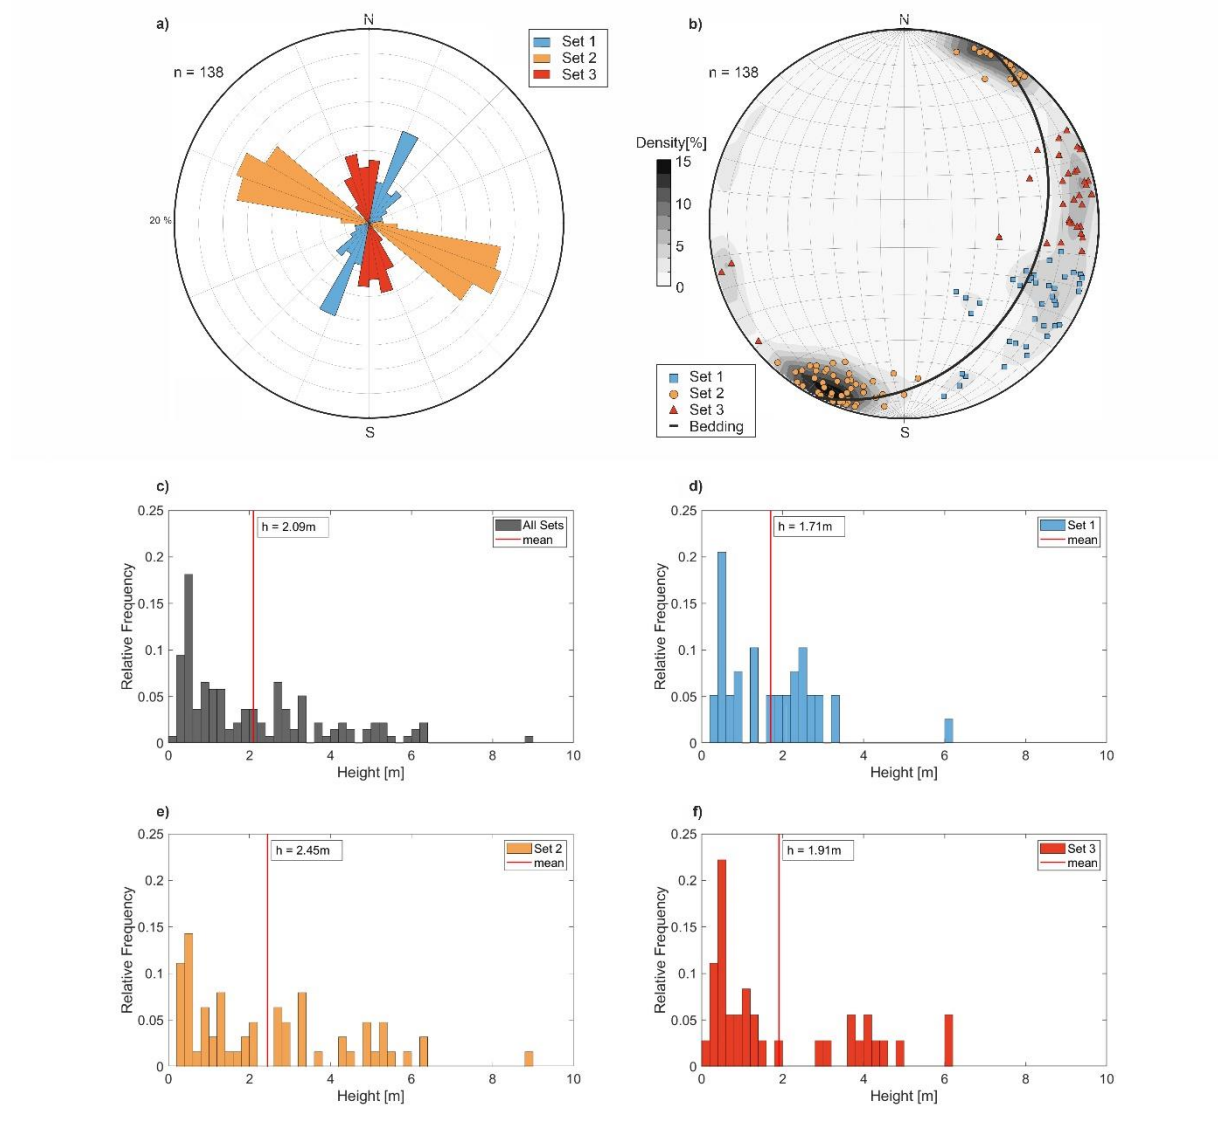 a)
N
Set 1
Set 2
Set 3
n = 138
20 %
S
b)
N
n = 138
Density[%]
15
10
5
0
Set 1
Set 2
Set 3
Bedding
S
c)
0.25
0.2
0.15
0.1
0.05
0
Relative Frequency
h = 2.09m
All Sets
mean
0 2 4 6 8 10
Height [m]
d)
0.25
0.2
0.15
0.1
0.05
0
Relative Frequency
h = 1.71m
Set 1
mean
0 2 4 6 8 10
Height [m]
e)
0.25
0.2
0.15
0.1
0.05
0
Relative Frequency
h = 2.45m
Set 2
mean
0 2 4 6 8 10
Height [m]
f)
0.25
0.2
0.15
0.1
0.05
0
Relative Frequency
h = 1.91m
Set 3
mean
0 2 4 6 8 10
Height [m]